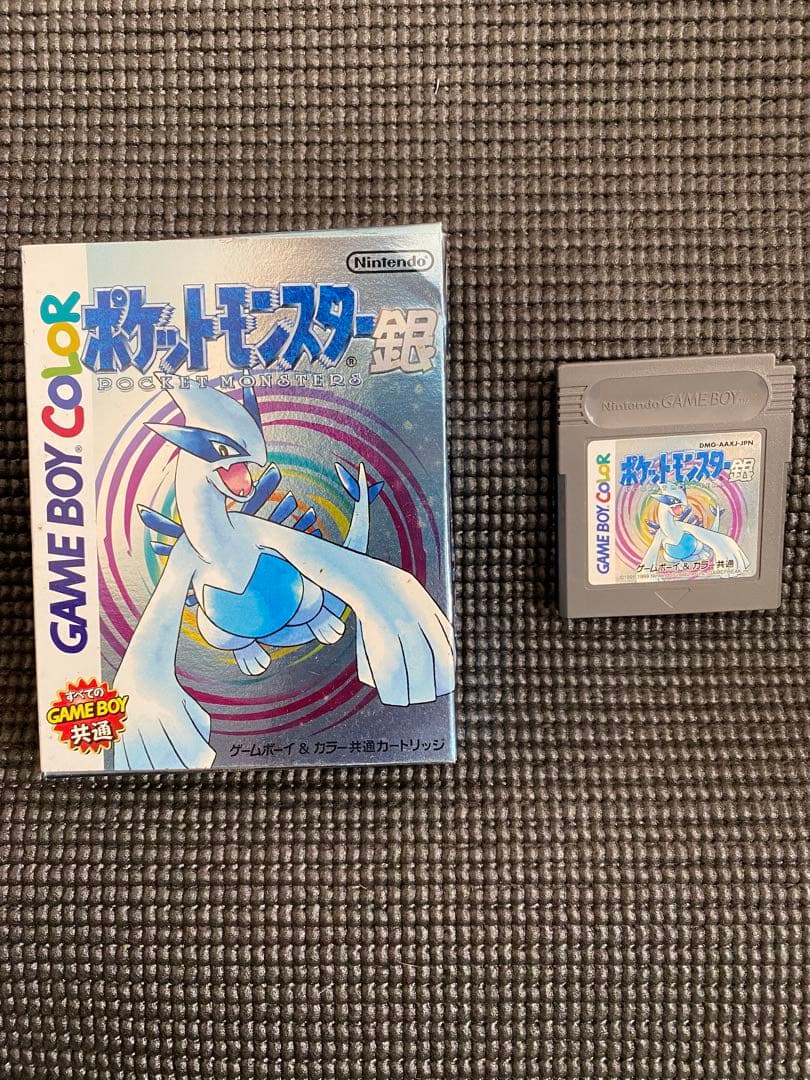 Nintendo
GAME BOY COLOR
ポケットモンスター銀
POCKET MONSTERS
®
すべての
GAME BOY
共通
ゲームボーイ & カラー共通カートリッジ
Nintendo GAME BOY TM
DMG-AAXJ-JPN
GAME BOY COLOR
ポケットモンスター銀
ゲームボーイ & カラー共通